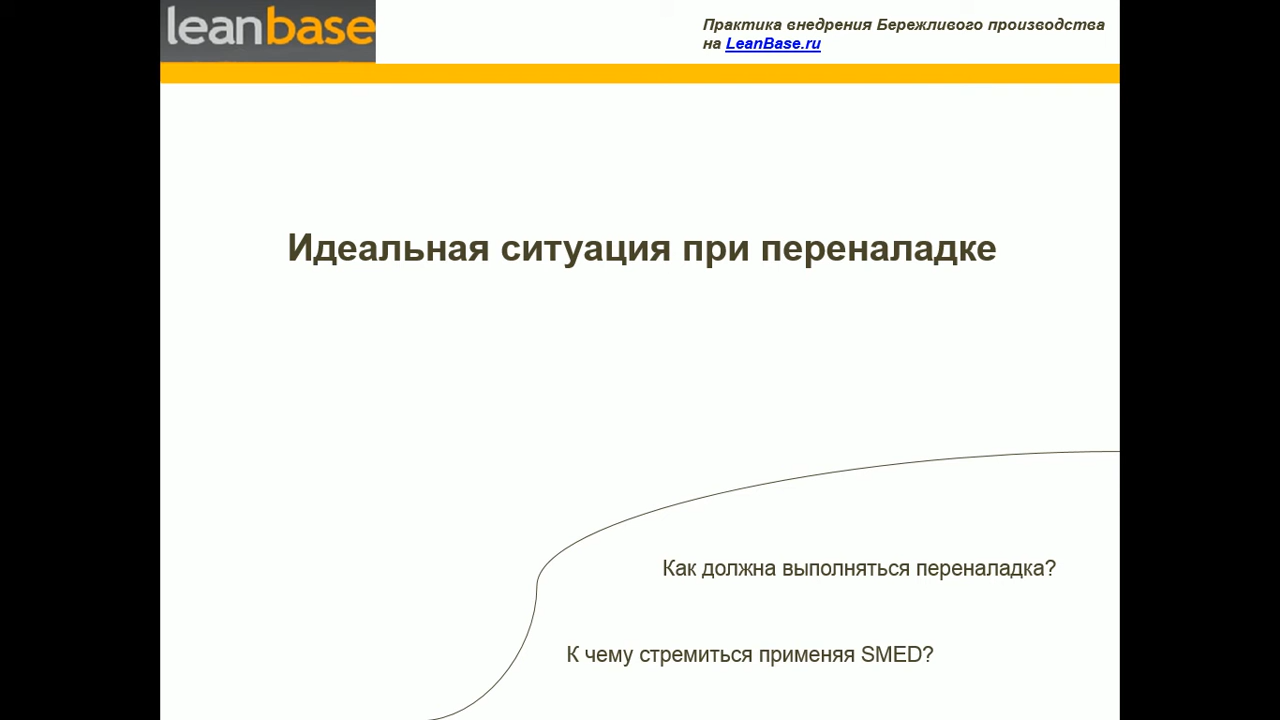 leanbase
Практика внедрения Бережливого производства
на LeanBase.ru
Идеальная ситуация при переналадке
Как должна выполняться переналадка?
К чему стремиться применяя SMED?